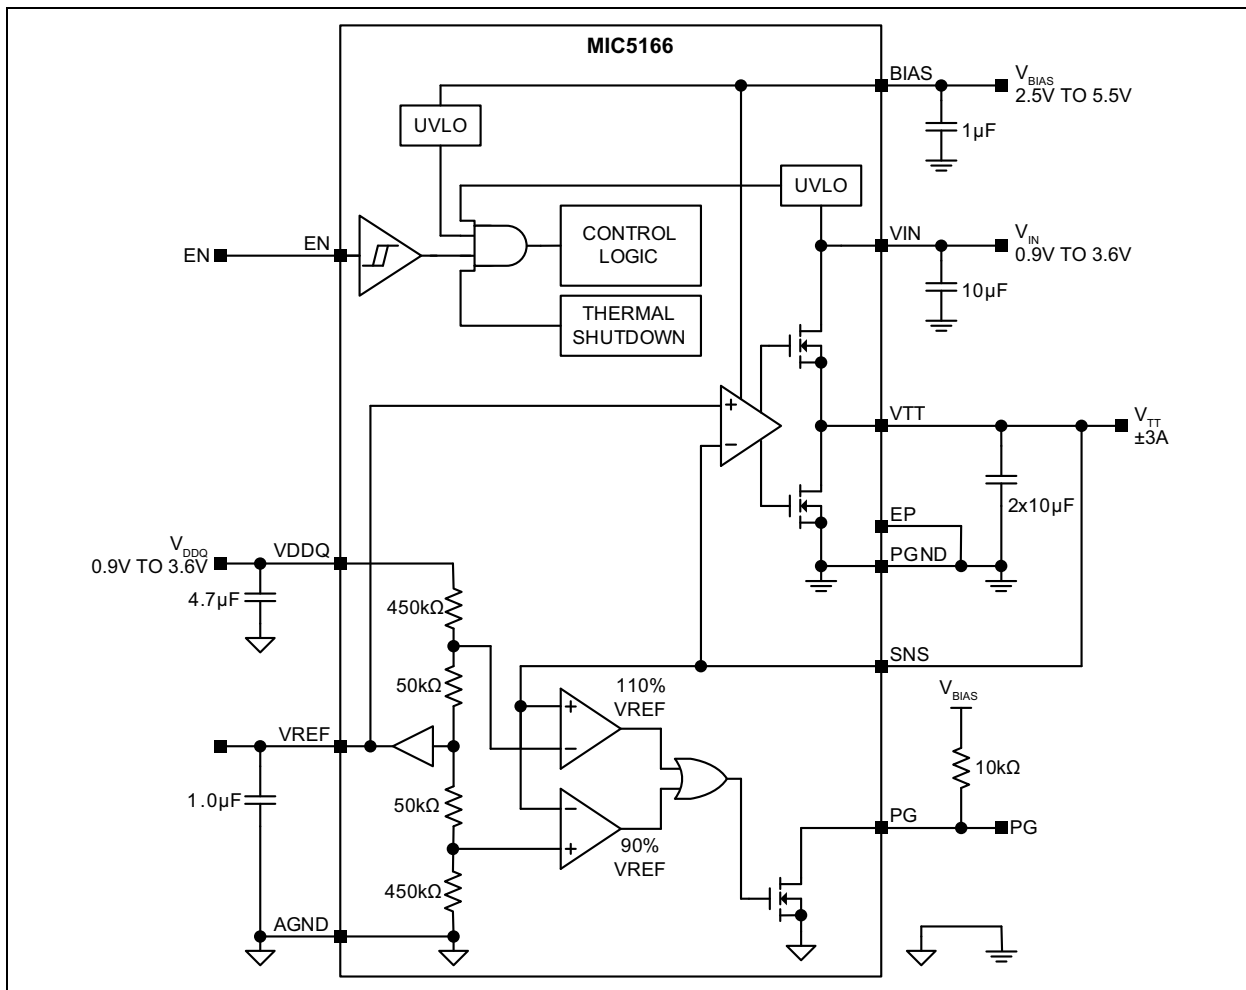 MIC5166
BIAS
V_BIAS
2.5V TO 5.5V
1µF
UVLO
UVLO
EN
EN
CONTROL
LOGIC
VIN
V_IN
0.9V TO 3.6V
10µF
THERMAL
SHUTDOWN
+
−
VTT
V_TT
±3A
2x10µF
EP
PGND
V_DDQ
0.9V TO 3.6V
VDDQ
4.7µF
450kΩ
SNS
50kΩ
110%
VREF
+
−
V_BIAS
VREF
10kΩ
1.0µF
50kΩ
−
+
90%
VREF
PG
PG
450kΩ
AGND